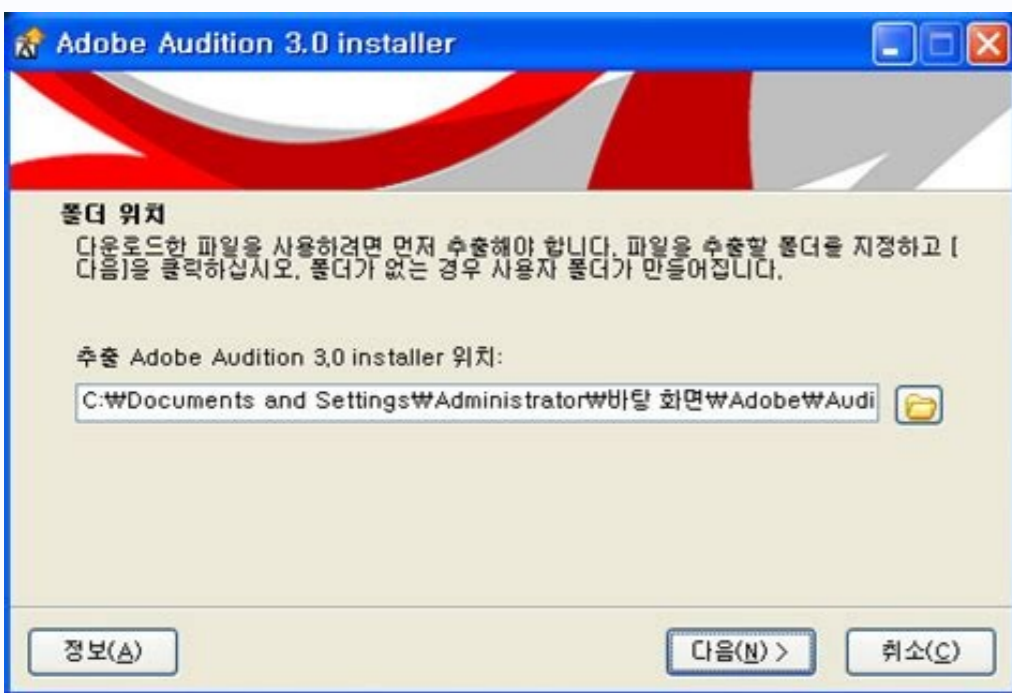 Adobe Audition 3.0 installer
폴더 위치
다운로드한 파일을 사용하려면 먼저 추출해야 합니다. 파일을 추출할 폴더를 지정하고 [
다음]을 클릭하십시오. 폴더가 없는 경우 사용자 폴더가 만들어집니다.
추출 Adobe Audition 3.0 installer 위치:
C:₩Documents and Settings₩Administrator₩바탕 화면₩Adobe₩Audi
정보(A) 다음(N) > 취소(C)